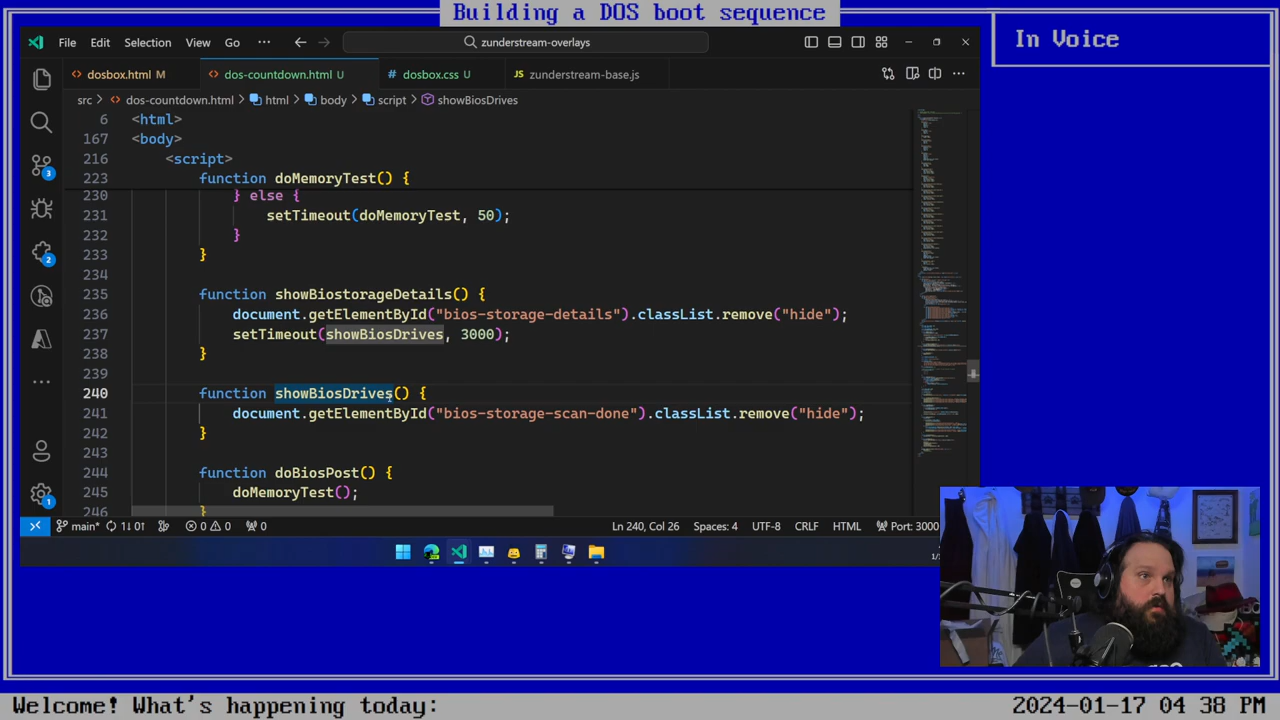 Building a DOS boot sequence
In Voice
File Edit Selection View Go ··· zunderstream-overlays
dosbox.html M dos-countdown.html U dosbox.css U zunderstream-base.js
src > dos-countdown.html > html > body > script > showBiosDrives
6 <html>
167 <body>
216 <script>
223 function doMemoryTest() {
230 } else {
231 setTimeout(doMemoryTest, 50);
232 }
233 }
234
235 function showBiosStorageDetails() {
236 document.getElementById("bios-storage-details").classList.remove("hide");
237 setTimeout(showBiosDrives, 3000)
238 }
239
240 function showBiosDrives() {
241 document.getElementById("bios-storage-scan-done").classList.remove("hide");
242 }
243
244 function doBiosPost() {
245 doMemoryTest();
246 }
main* 0 0 0 Ln 240, Col 26 Spaces: 4 UTF-8 CRLF HTML Port: 3000
Welcome! What's happening today: 2024-01-17 04 38 PM